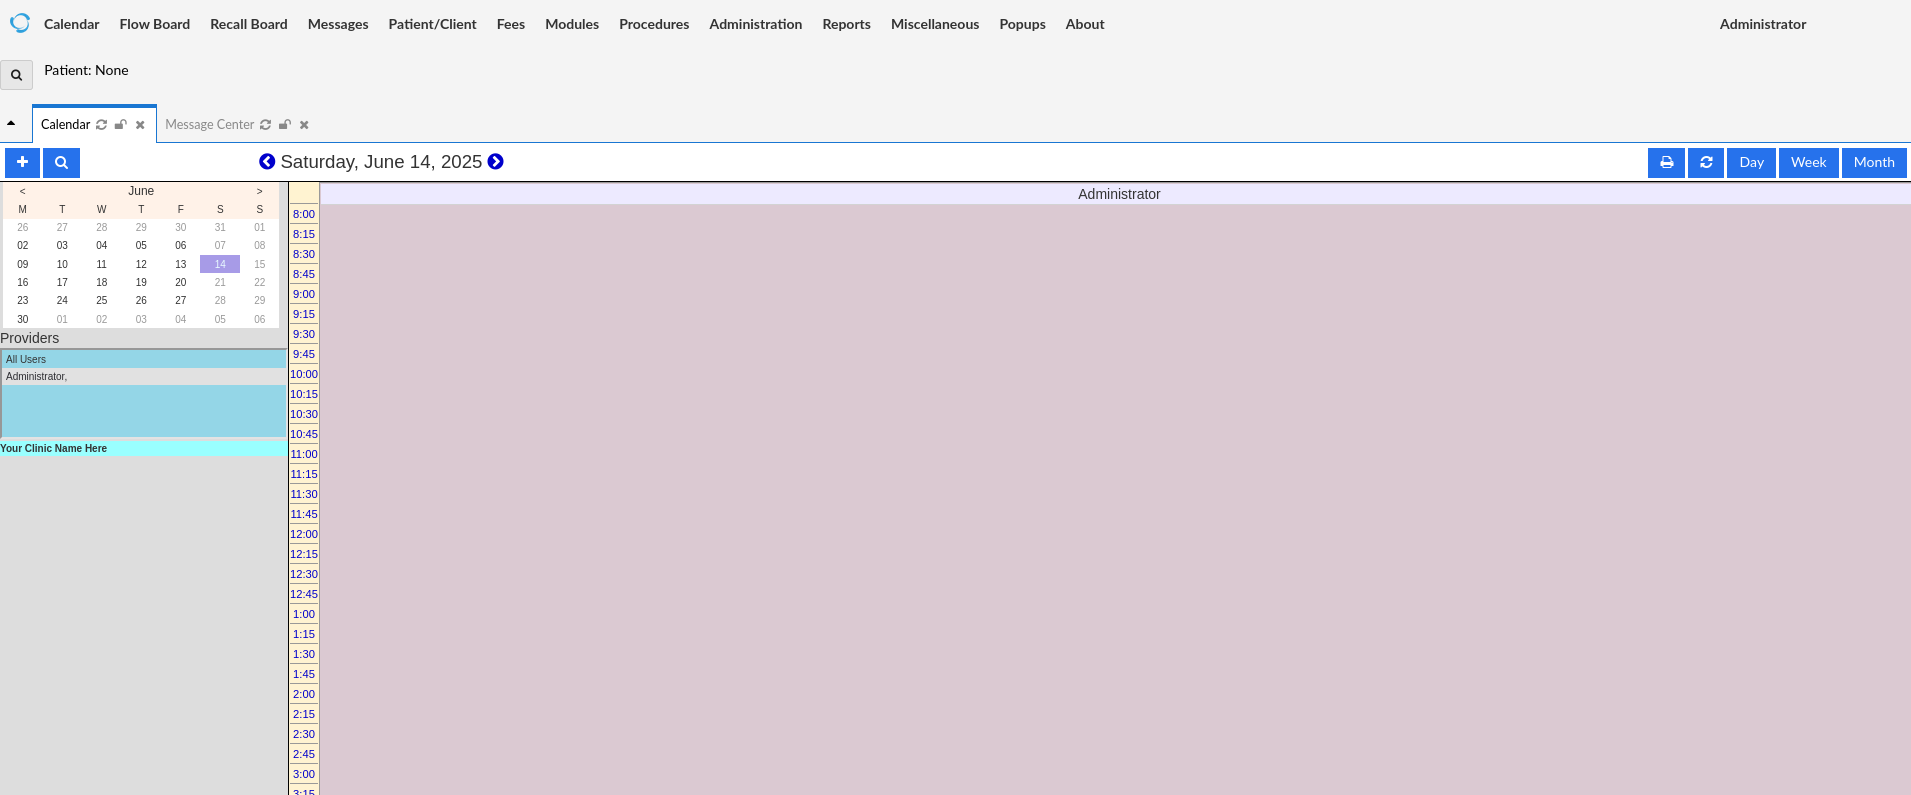 Calendar Flow Board Recall Board Messages Patient/Client Fees Modules Procedures Administration Reports Miscellaneous Popups About Administrator
Patient: None
Calendar Message Center
Saturday, June 14, 2025 Day Week Month
< June >
M T W T F S S
26 27 28 29 30 31 01
02 03 04 05 06 07 08
09 10 11 12 13 14 15
16 17 18 19 20 21 22
23 24 25 26 27 28 29
30 01 02 03 04 05 06
Providers
All Users
Administrator,
Your Clinic Name Here
Administrator
8:00
8:15
8:30
8:45
9:00
9:15
9:30
9:45
10:00
10:15
10:30
10:45
11:00
11:15
11:30
11:45
12:00
12:15
12:30
12:45
1:00
1:15
1:30
1:45
2:00
2:15
2:30
2:45
3:00
3:15